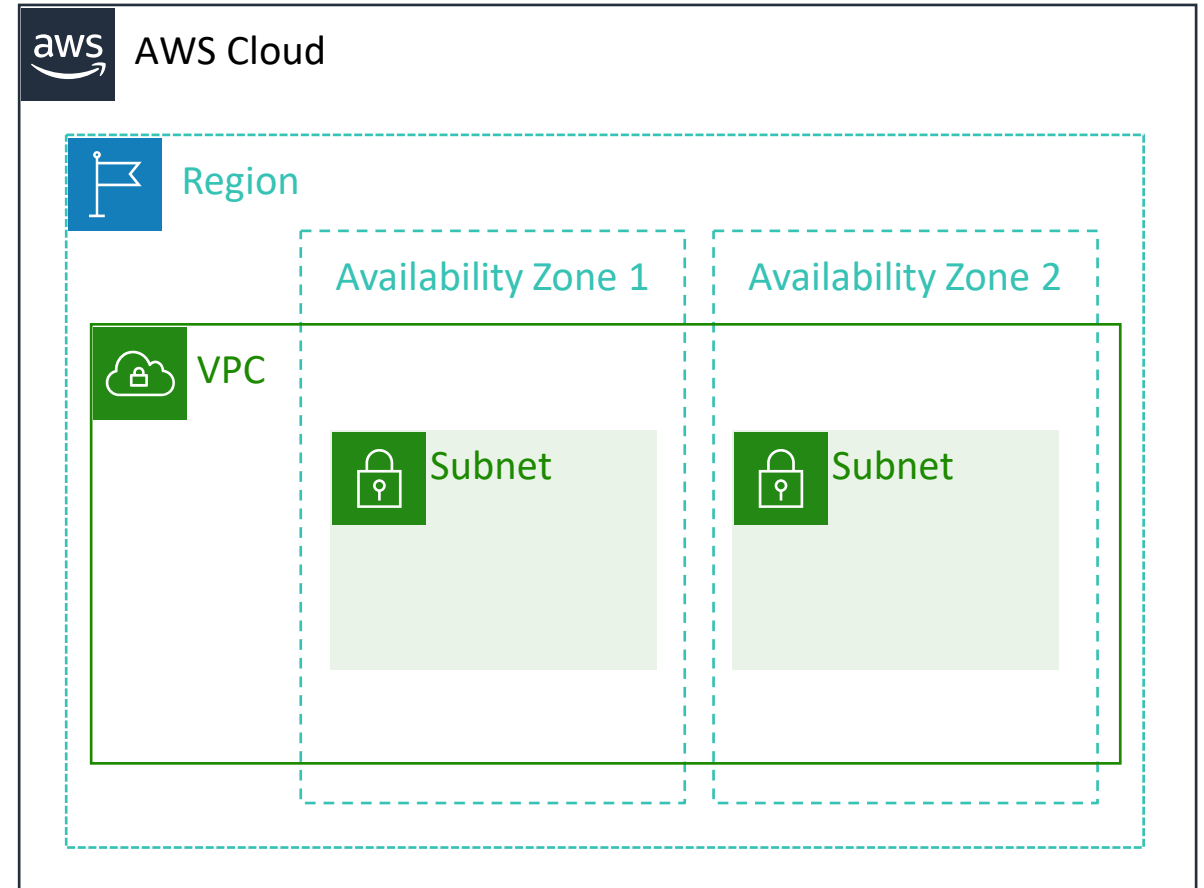 aws
AWS Cloud
Region
Availability Zone 1
Availability Zone 2
VPC
Subnet
Subnet